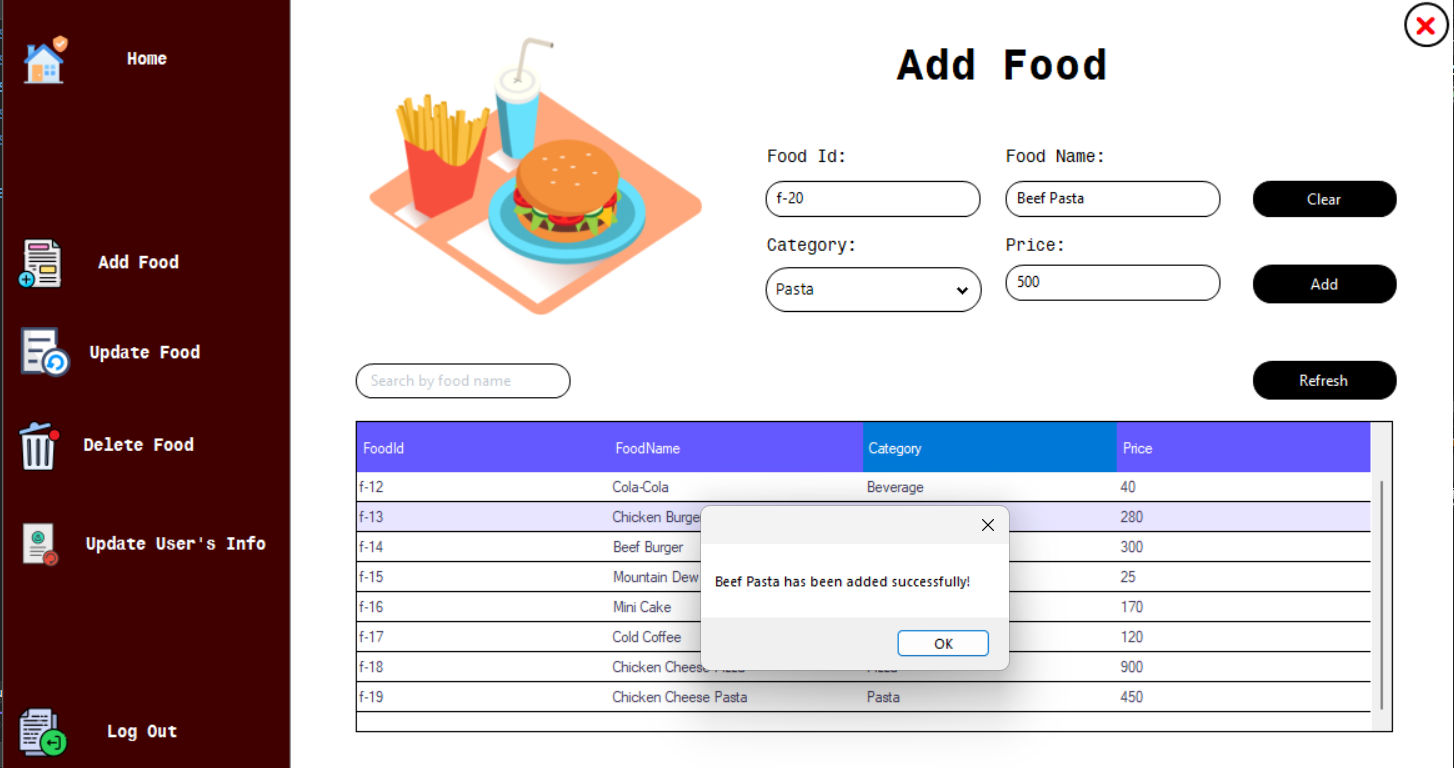 Home
Add Food
Update Food
Delete Food
Update User's Info
Log Out
Add Food
Food Id:
Food Name:
f-20
Beef Pasta
Clear
Category:
Price:
Pasta
500
Add
Search by food name
Refresh
FoodId FoodName Category Price
f-12 Cola-Cola Beverage 40
f-13 Chicken Burge 280
f-14 Beef Burger 300
f-15 Mountain Dew 25
f-16 Mini Cake 170
f-17 Cold Coffee 120
f-18 Chicken Cheese 900
f-19 Chicken Cheese Pasta Pasta 450
Beef Pasta has been added successfully!
OK